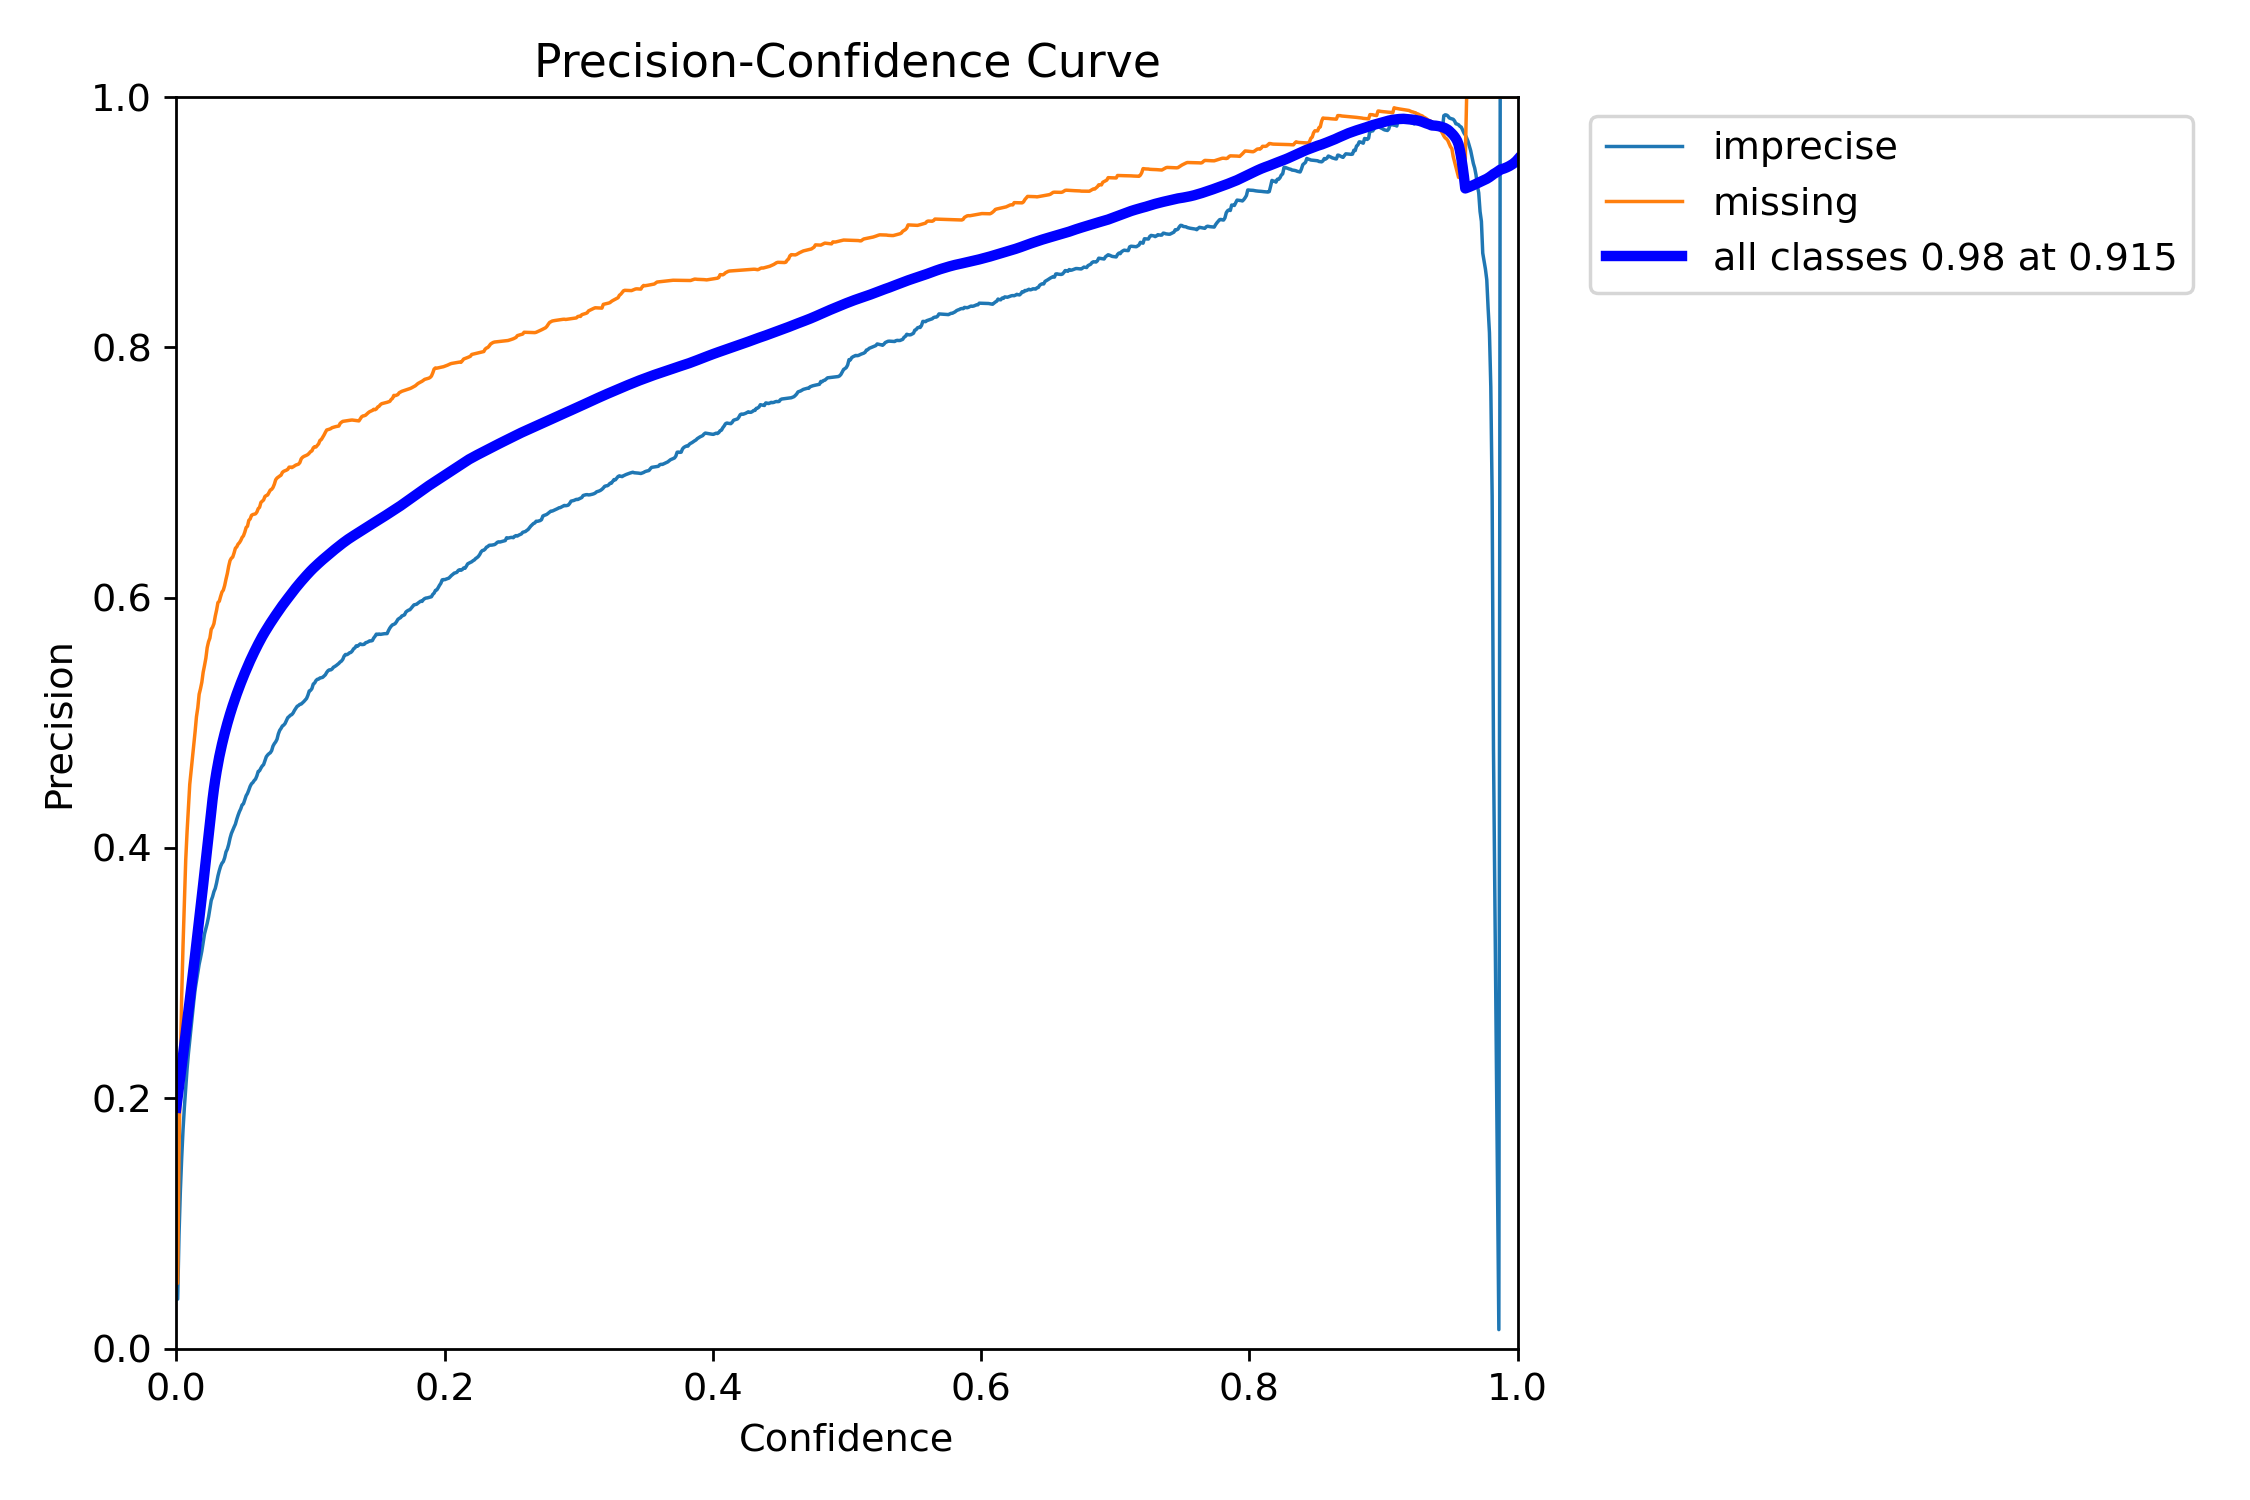 Precision-Confidence Curve
1.0
0.8
0.6
0.4
0.2
0.0
Precision
0.0 0.2 0.4 0.6 0.8 1.0
Confidence
imprecise
missing
all classes 0.98 at 0.915